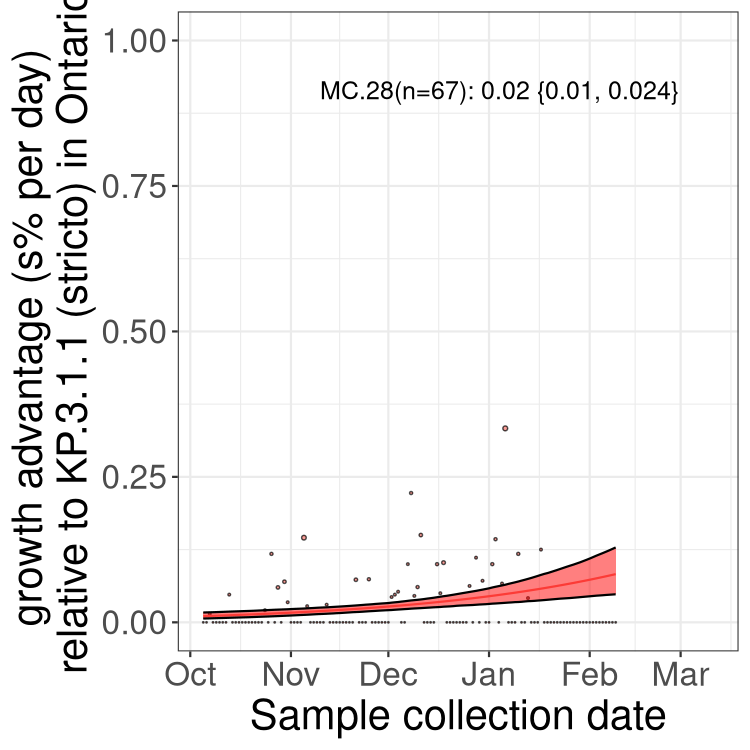 growth advantage (s% per day)
relative to KP.3.1.1 (stricto) in Ontario
1.00
0.75
0.50
0.25
0.00
MC.28(n=67): 0.02 {0.01, 0.024}
Oct Nov Dec Jan Feb Mar
Sample collection date